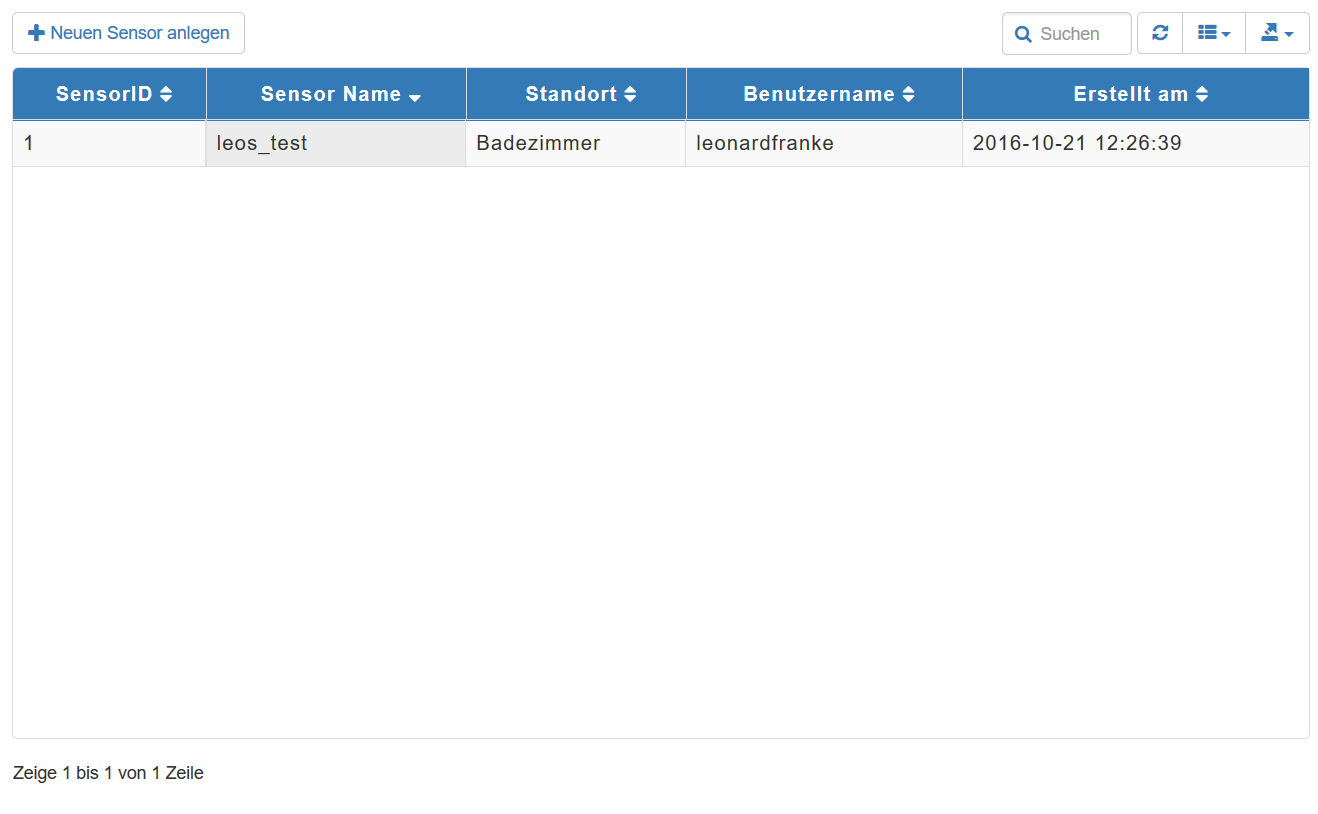 Neuen Sensor anlegen
Suchen
SensorID Sensor Name Standort Benutzername Erstellt am
1 leos_test Badezimmer leonardfranke 2016-10-21 12:26:39
Zeige 1 bis 1 von 1 Zeile